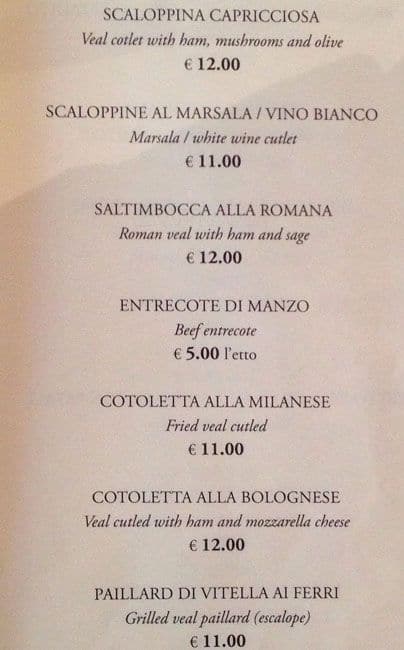 SCALOPPINA CAPRICCIOSA
Veal cotlet with ham, mushrooms and olive
€ 12.00
SCALOPPINE AL MARSALA / VINO BIANCO
Marsala / white wine cutlet
€ 11.00
SALTIMBOCCA ALLA ROMANA
Roman veal with ham and sage
€ 12.00
ENTRECOTE DI MANZO
Beef entrecote
€ 5.00 l'etto
COTOLETTA ALLA MILANESE
Fried veal cutled
€ 11.00
COTOLETTA ALLA BOLOGNESE
Veal cutled with ham and mozzarella cheese
€ 12.00
PAILLARD DI VITELLA AI FERRI
Grilled veal paillard (escalope)
€ 11.00